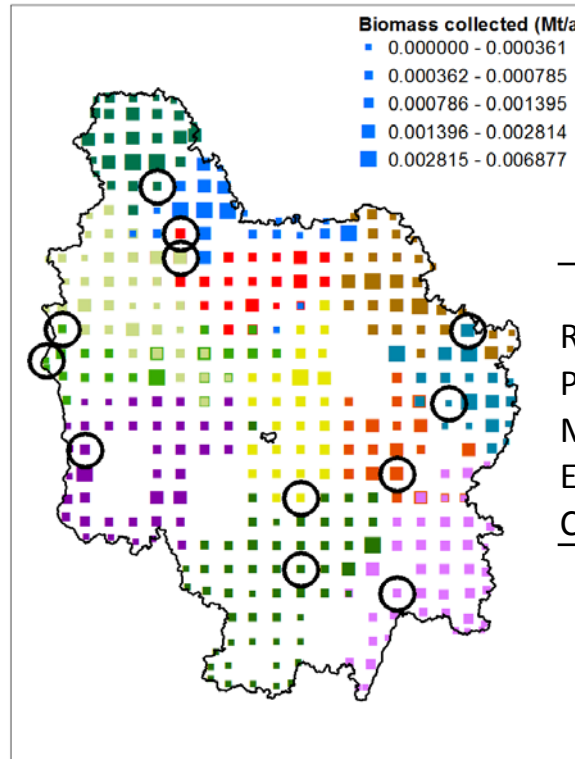 Biomass collected (Mt/a
0.000000 - 0.000361
0.000362 - 0.000785
0.000786 - 0.001395
0.001396 - 0.002814
0.002815 - 0.006877
R
P
M
E